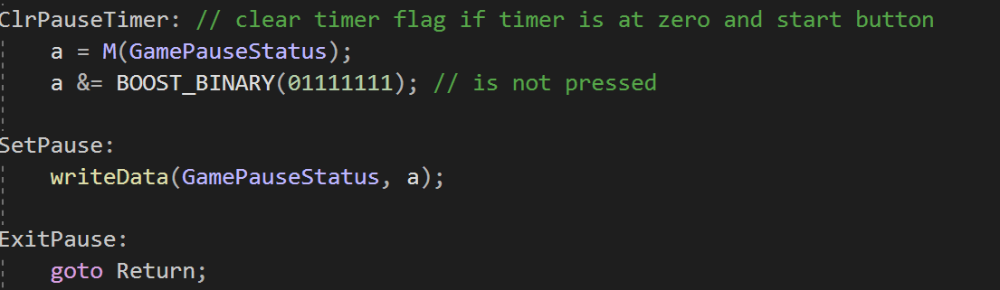 ClrPauseTimer: // clear timer flag if timer is at zero and start button
a = M(GamePauseStatus);
a &= BOOST_BINARY(01111111); // is not pressed
SetPause:
writeData(GamePauseStatus, a);
ExitPause:
goto Return;